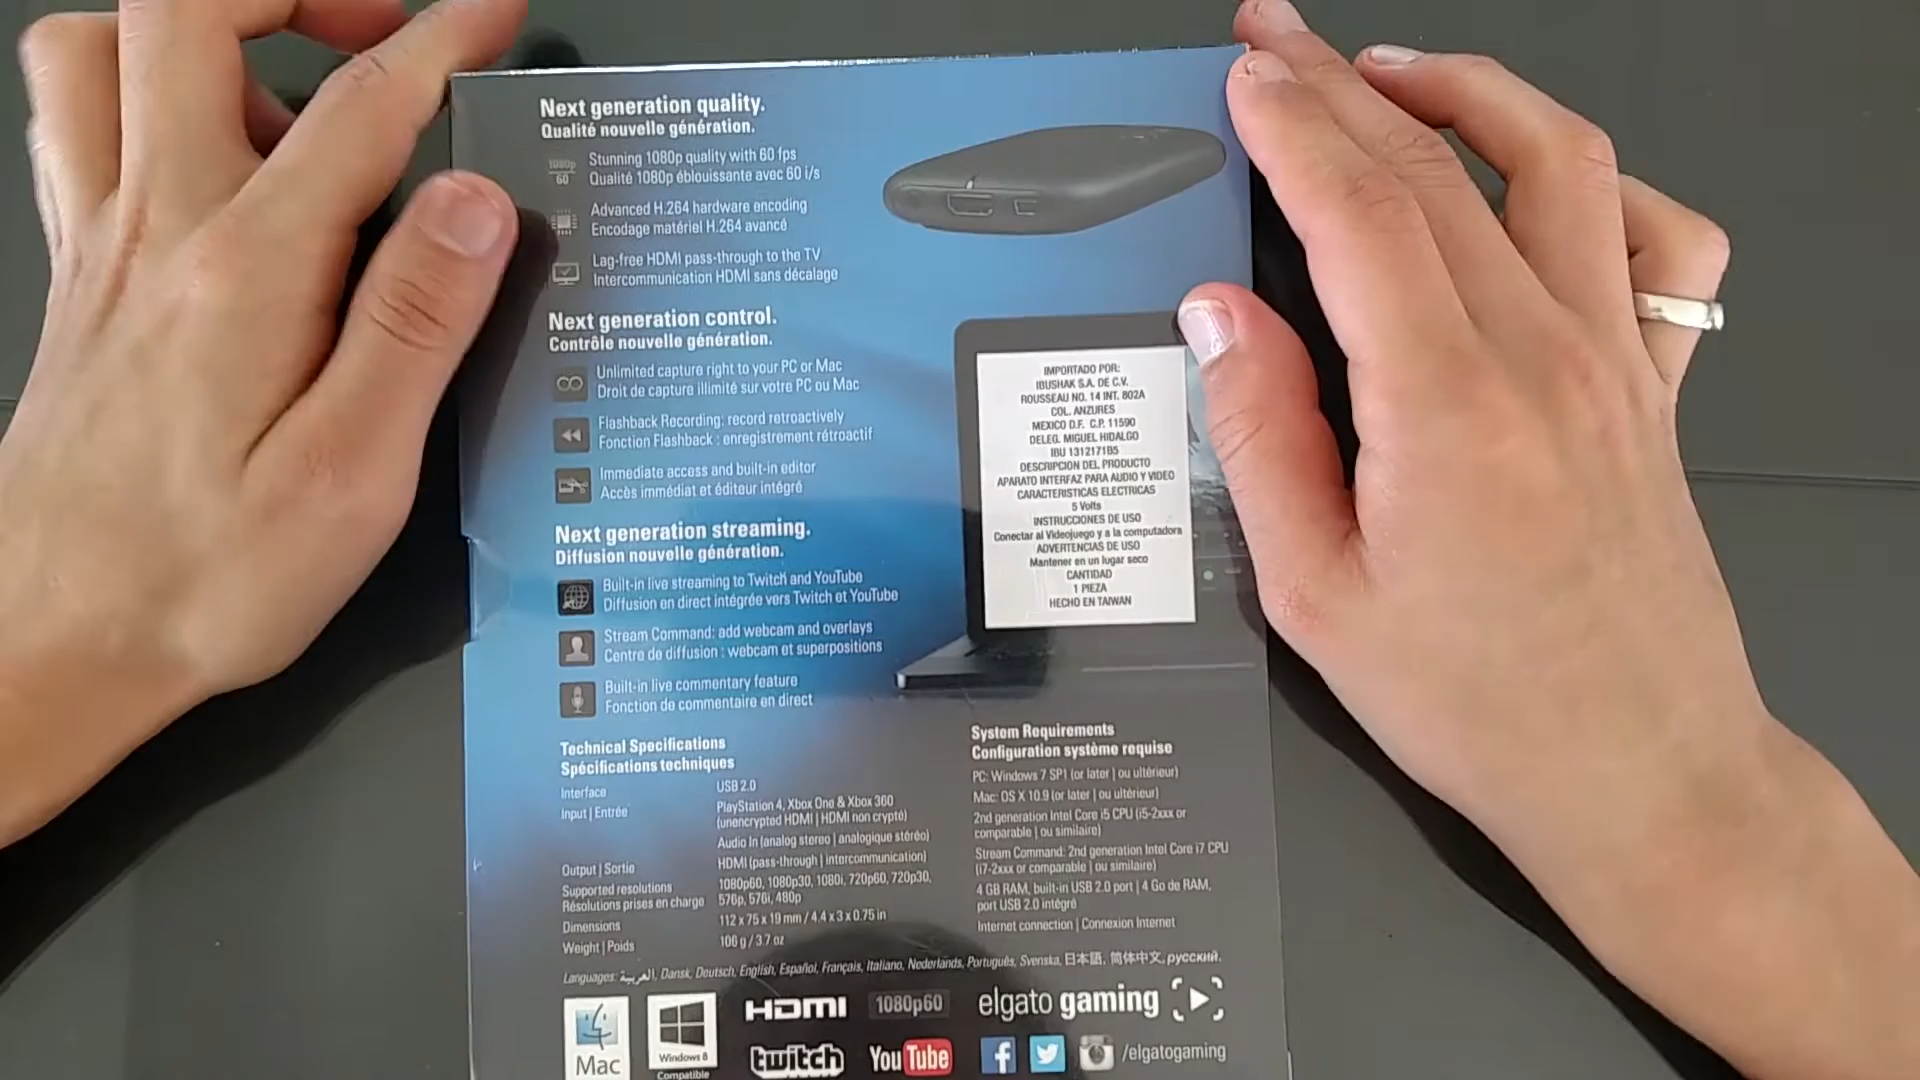 Next generation quality.
Qualité nouvelle génération.
1080p
60
Stunning 1080p quality with 60 fps
Qualité 1080p éblouissante avec 60 i/s
Advanced H.264 hardware encoding
Encodage matériel H.264 avancé
Lag-free HDMI pass-through to the TV
Intercommunication HDMI sans décalage
Next generation control.
Contrôle nouvelle génération.
Unlimited capture right to your PC or Mac
Droit de capture illimité sur votre PC ou Mac
Flashback Recording: record retroactively
Fonction Flashback : enregistrement rétroactif
Immediate access and built-in editor
Accès immédiat et éditeur intégré
Next generation streaming.
Diffusion nouvelle génération.
Built-in live streaming to Twitch and YouTube
Diffusion en direct intégrée vers Twitch et YouTube
Stream Command: add webcam and overlays
Centre de diffusion : webcam et superpositions
Built-in live commentary feature
Fonction de commentaire en direct
IMPORTADO POR:
IBUSHAK S.A. DE C.V.
ROUSSEAU NO. 14 INT. 802A
COL. ANZURES
MEXICO D.F. C.P. 11590
DELEG. MIGUEL HIDALGO
IBU 1312171B5
DESCRIPCION DEL PRODUCTO
APARATO INTERFAZ PARA AUDIO Y VIDEO
CARACTERISTICAS ELECTRICAS
5 Volts
INSTRUCCIONES DE USO
Conectar al Videojuego y a la computadora
ADVERTENCIAS DE USO
Mantener en un lugar seco
CANTIDAD
1 PIEZA
HECHO EN TAIWAN
Technical Specifications
Spécifications techniques
Interface USB 2.0
Input | Entrée PlayStation 4, Xbox One & Xbox 360
(unencrypted HDMI | HDMI non crypté)
Audio In (analog stereo | analogique stéréo)
Output | Sortie HDMI (pass-through | intercommunication)
Supported resolutions 1080p60, 1080p30, 1080i, 720p60, 720p30,
Résolutions prises en charge 576p, 576i, 480p
Dimensions 112 x 75 x 19 mm / 4.4 x 3 x 0.75 in
Weight | Poids 106 g / 3.7 oz
System Requirements
Configuration système requise
PC: Windows 7 SP1 (or later | ou ultérieur)
Mac: OS X 10.9 (or later | ou ultérieur)
2nd generation Intel Core i5 CPU (i5-2xxx or
comparable | ou similaire)
Stream Command: 2nd generation Intel Core i7 CPU
(i7-2xxx or comparable | ou similaire)
4 GB RAM, built-in USB 2.0 port | 4 Go de RAM,
port USB 2.0 intégré
Internet connection | Connexion Internet
Languages: العربية, Dansk, Deutsch, English, Español, Français, Italiano, Nederlands, Português, Svenska, 日本語, 简体中文, русский.
Mac
Windows 8
Compatible
HDMI
1080p60
elgato gaming
twitch
YouTube
/elgatogaming